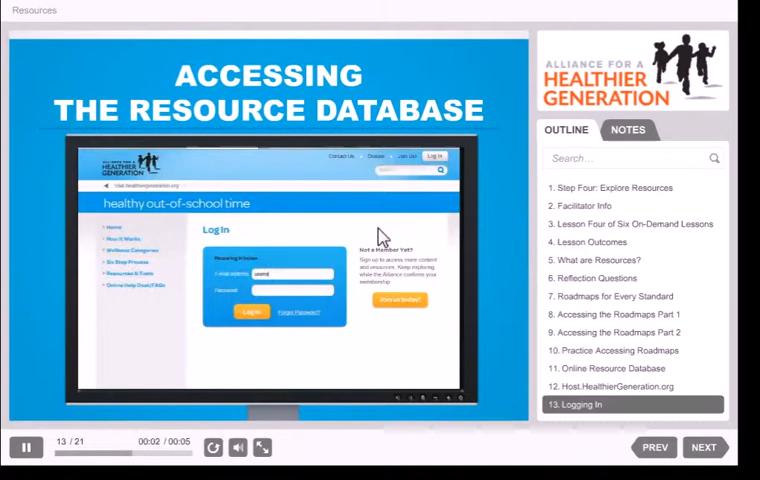 Resources
ACCESSING
THE RESOURCE DATABASE
ALLIANCE FOR A
HEALTHIER
GENERATION
Contact Us
Join Us!
Log In
Search
Visit healthiergeneration.org
healthy out-of-school time
Home
How It Works
Wellness Categories
Six Step Process
Resources & Tools
Online Help Desk/FAQs
Log In
E-mail address:
Password:
Log In
Forgot Password?
Not a Member Yet?
Sign up to access more content
and resources. Keep exploring
while the Alliance confirms your
membership
Join us today!
ALLIANCE FOR A
HEALTHIER
GENERATION
OUTLINE
NOTES
Search...
1. Step Four: Explore Resources
2. Facilitator Info
3. Lesson Four of Six On-Demand Lessons
4. Lesson Outcomes
5. What are Resources?
6. Reflection Questions
7. Roadmaps for Every Standard
8. Accessing the Roadmaps Part 1
9. Accessing the Roadmaps Part 2
10. Practice Accessing Roadmaps
11. Online Resource Database
12. Host.HealthierGeneration.org
13. Logging In
13 / 21
00:02 / 00:05
PREV
NEXT